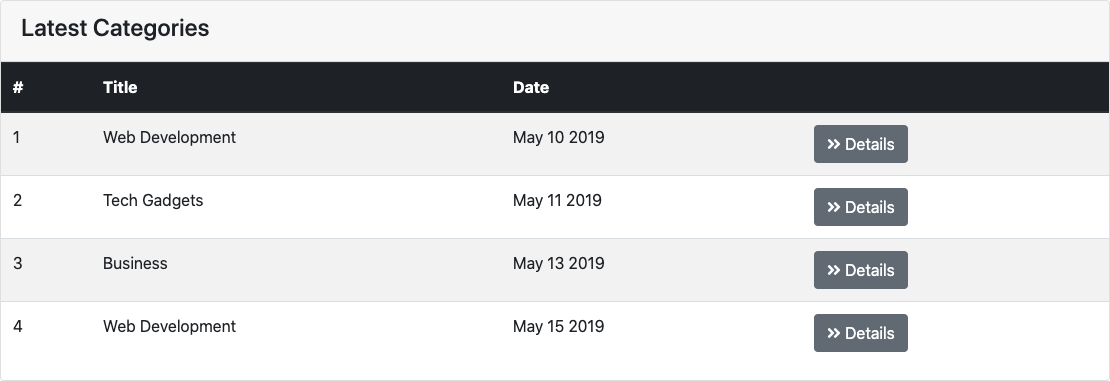 Latest Categories
# Title Date
1 Web Development May 10 2019 » Details
2 Tech Gadgets May 11 2019 » Details
3 Business May 13 2019 » Details
4 Web Development May 15 2019 » Details